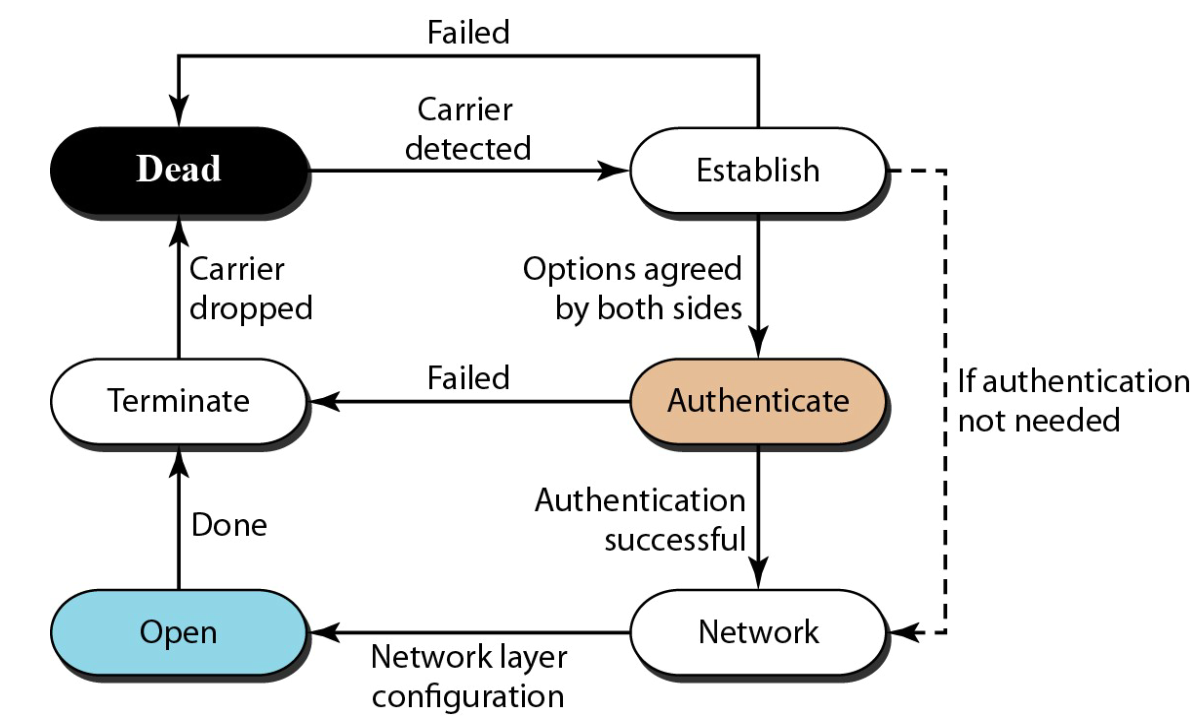 Failed
Carrier
detected
Dead
Establish
Carrier
dropped
Options agreed
by both sides
If authentication
not needed
Terminate
Failed
Authenticate
Done
Authentication
successful
Open
Network layer
configuration
Network